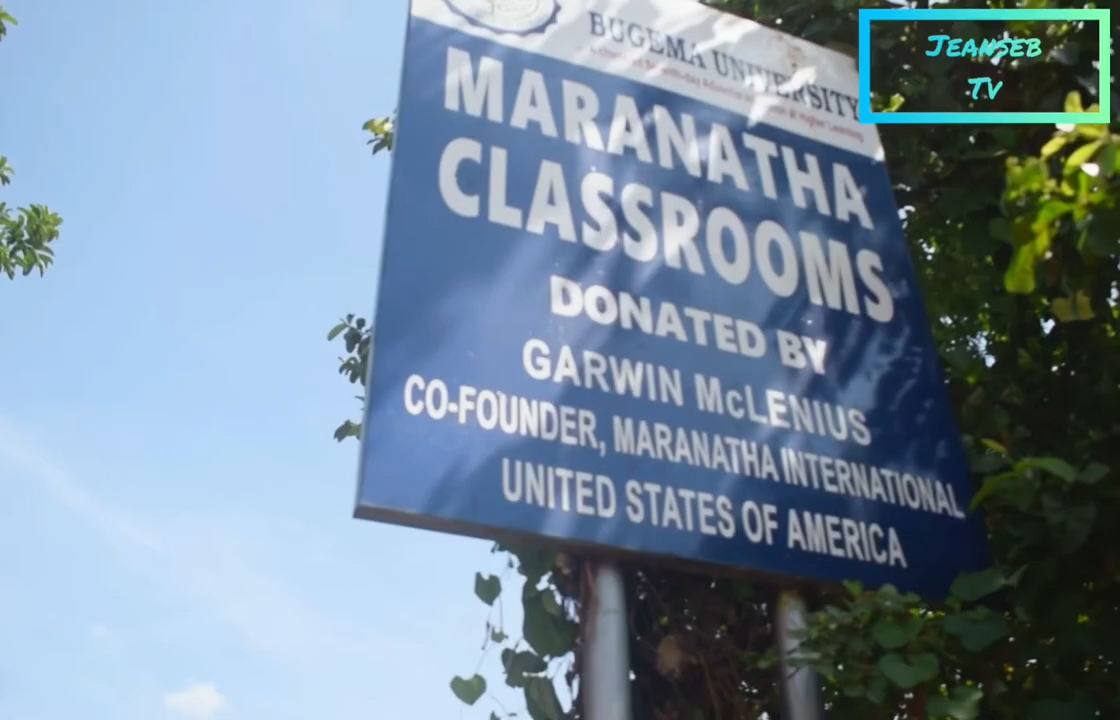 BUGEMA UNIVERSITY
MARANATHA
CLASSROOMS
DONATED BY
GARWIN McLENIUS
CO-FOUNDER, MARANATHA INTERNATIONAL
UNITED STATES OF AMERICA
JEANSEB
TV